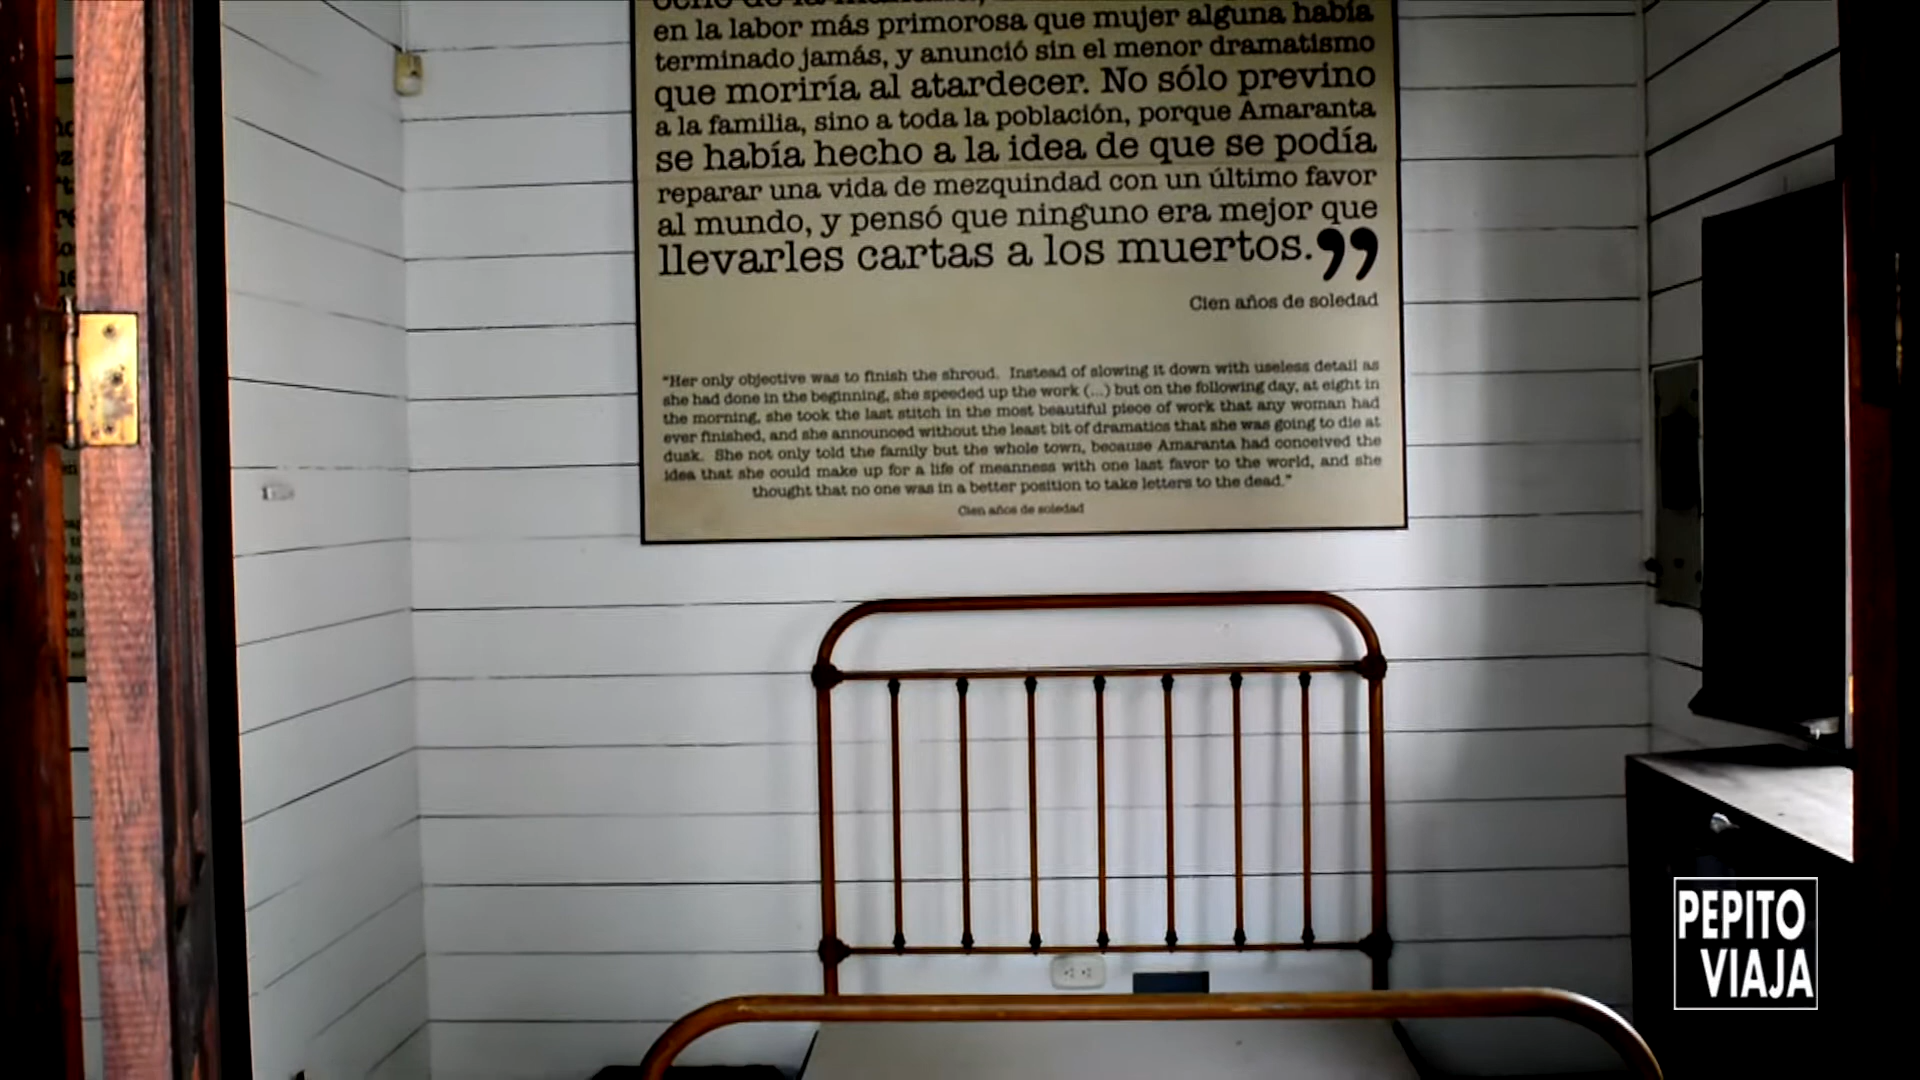 ocho de la mañana,
en la labor más primorosa que mujer alguna había
terminado jamás, y anunció sin el menor dramatismo
que moriría al atardecer. No sólo previno
a la familia, sino a toda la población, porque Amaranta
se había hecho a la idea de que se podía
reparar una vida de mezquindad con un último favor
al mundo, y pensó que ninguno era mejor que
llevarles cartas a los muertos.”
Cien años de soledad
"Her only objective was to finish the shroud. Instead of slowing it down with useless detail as
she had done in the beginning, she speeded up the work (...) but on the following day, at eight in
the morning, she took the last stitch in the most beautiful piece of work that any woman had
ever finished, and she announced without the least bit of dramatics that she was going to die at
dusk. She not only told the family but the whole town, because Amaranta had conceived the
idea that she could make up for a life of meanness with one last favor to the world, and she
thought that no one was in a better position to take letters to the dead."
Cien años de soledad
PEPITO
VIAJA